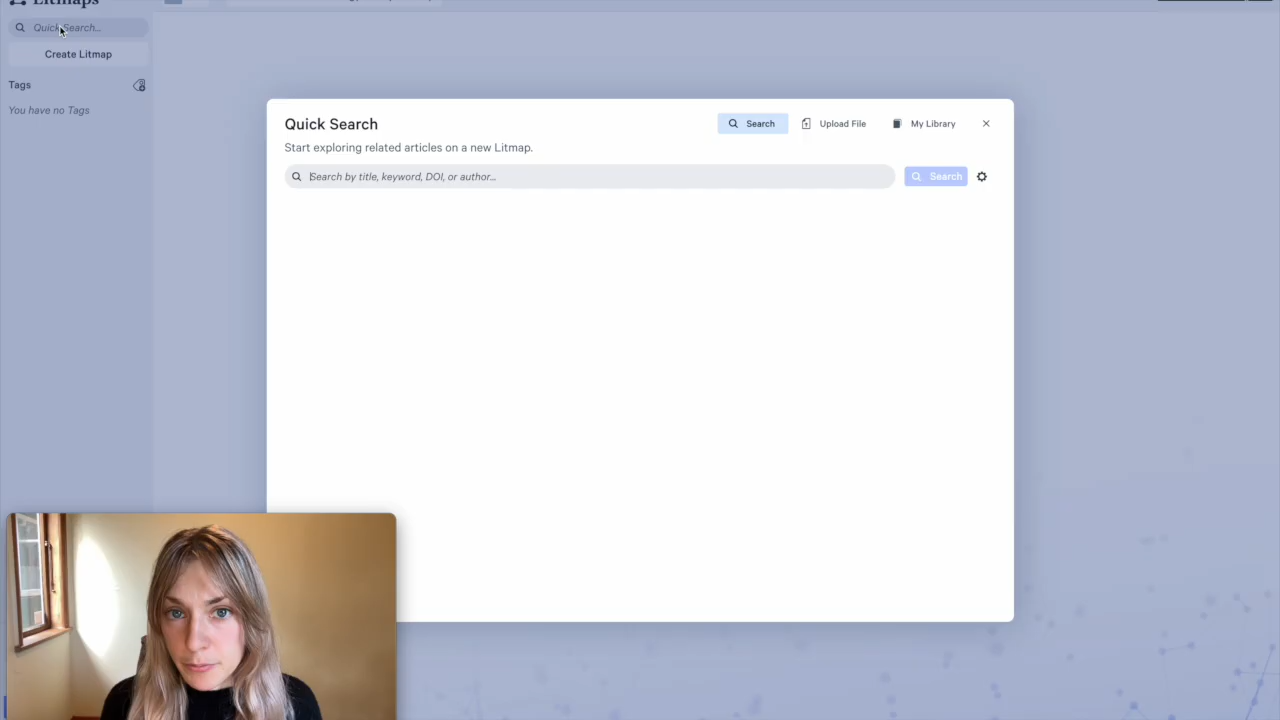 Litmaps
Quick Search...
Create Litmap
Tags
You have no Tags
Quick Search
Search
Upload File
My Library
Start exploring related articles on a new Litmap.
Search by title, keyword, DOI, or author...
Search